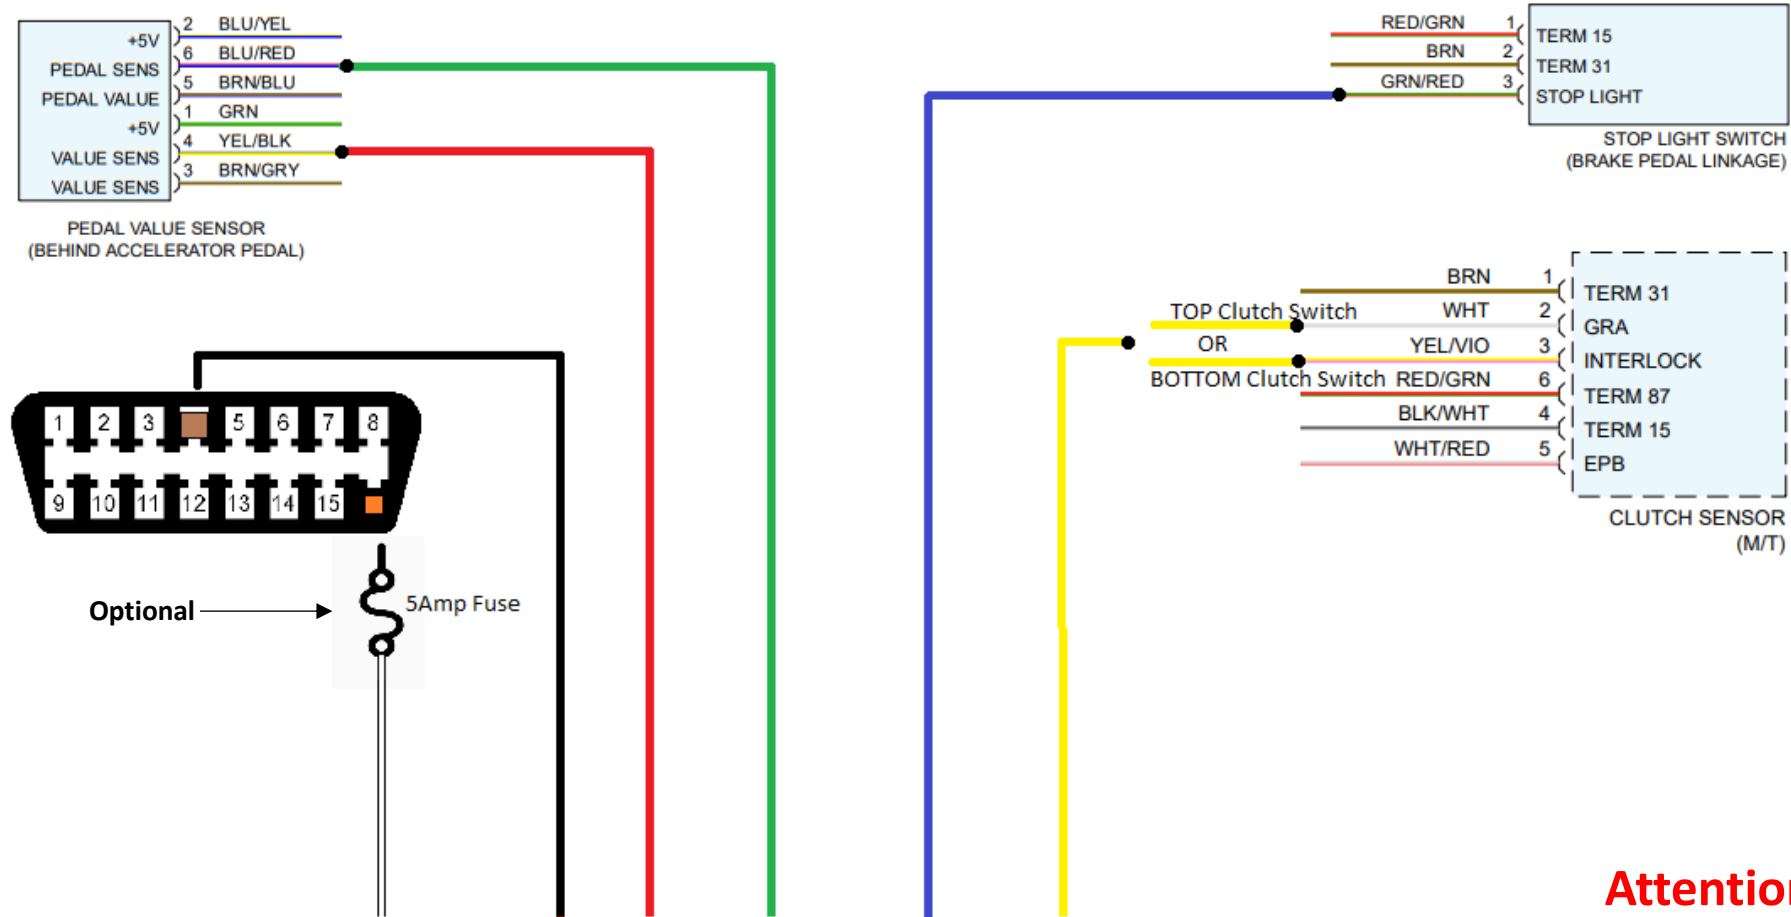 2 BLU/YEL
+5V
6 BLU/RED
PEDAL SENS
5 BRN/BLU
PEDAL VALUE
1 GRN
+5V
4 YEL/BLK
VALUE SENS
3 BRN/GRY
VALUE SENS
PEDAL VALUE SENSOR
(BEHIND ACCELERATOR PEDAL)
RED/GRN 1
TERM 15
BRN 2
TERM 31
GRN/RED 3
STOP LIGHT
STOP LIGHT SWITCH
(BRAKE PEDAL LINKAGE)
BRN 1
TERM 31
TOP Clutch Switch
WHT 2
GRA
OR
YEL/VIO 3
INTERLOCK
BOTTOM Clutch Switch
RED/GRN 6
TERM 87
BLK/WHT 4
TERM 15
WHT/RED 5
EPB
CLUTCH SENSOR
(M/T)
1 2 3 5 6 7 8
9 10 11 12 13 14 15
Optional
5Amp Fuse
Attention